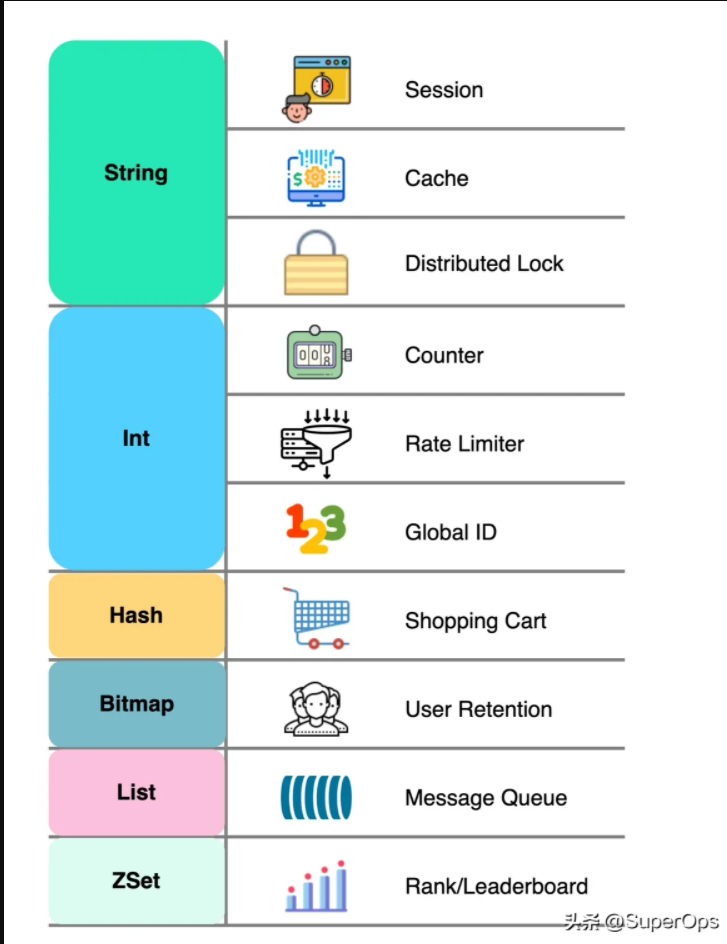 Session
String
Cache
Distributed Lock
Counter
Int
Rate Limiter
123
Global ID
Hash
Shopping Cart
Bitmap
User Retention
List
Message Queue
ZSet
Rank/Leaderboard
头条 @SuperOps